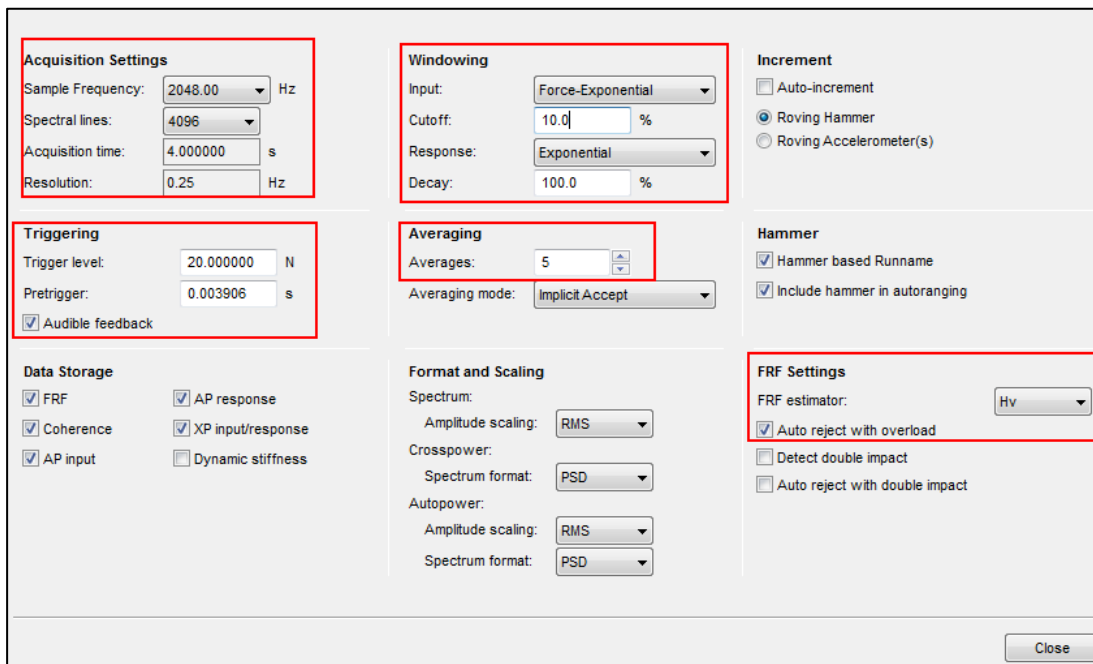 Acquisition Settings
Sample Frequency: 2048.00 Hz
Spectral lines: 4096
Acquisition time: 4.000000 s
Resolution: 0.25 Hz
Windowing
Input: Force-Exponential
Cutoff: 10.0 %
Response: Exponential
Decay: 100.0 %
Increment
Auto-increment
Roving Hammer
Roving Accelerometer(s)
Triggering
Trigger level: 20.000000 N
Pretrigger: 0.003906 s
Audible feedback
Averaging
Averages: 5
Averaging mode: Implicit Accept
Hammer
Hammer based Runname
Include hammer in autoranging
Data Storage
FRF AP response
Coherence XP input/response
AP input Dynamic stiffness
Format and Scaling
Spectrum:
Amplitude scaling: RMS
Crosspower:
Spectrum format: PSD
Autopower:
Amplitude scaling: RMS
Spectrum format: PSD
FRF Settings
FRF estimator: Hv
Auto reject with overload
Detect double impact
Auto reject with double impact
Close